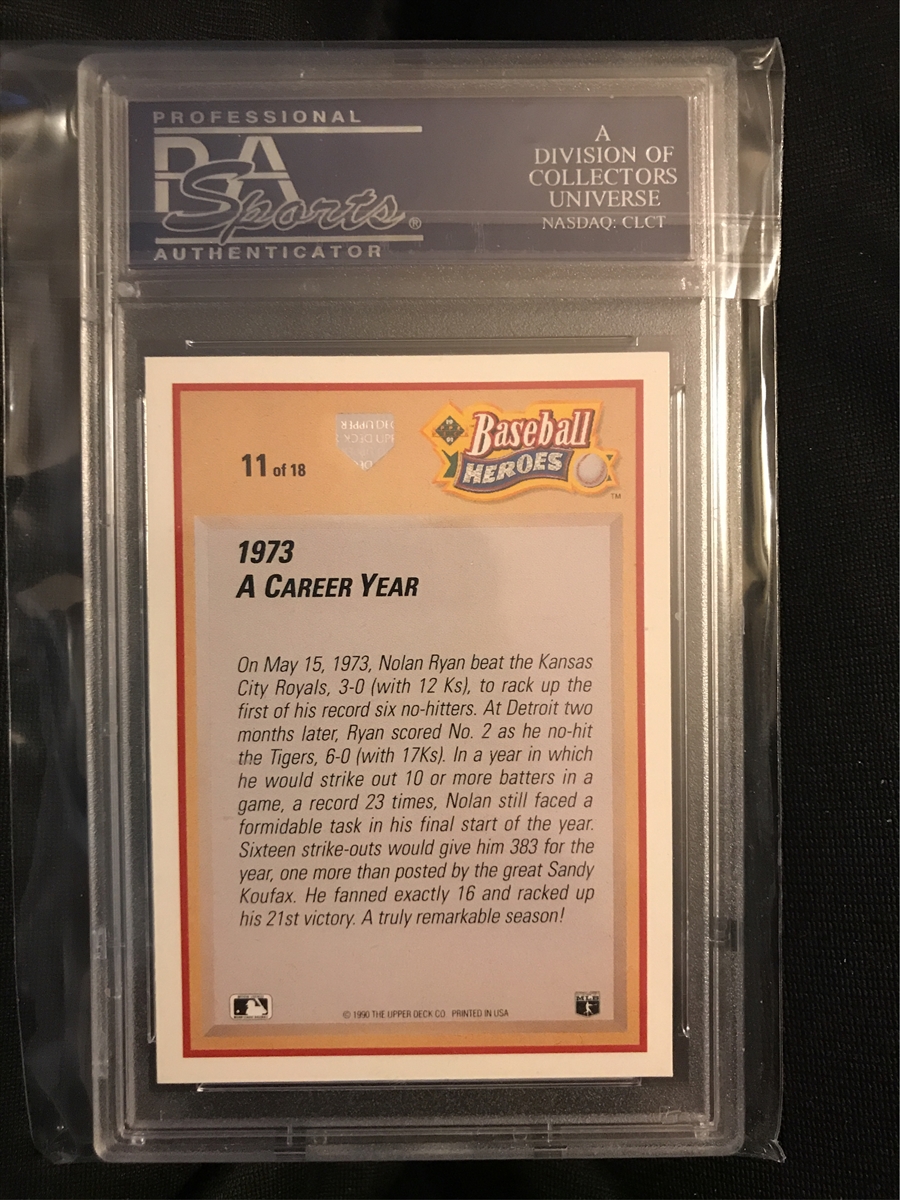 PROFESSIONAL
PSA
Sports®
AUTHENTICATOR
A
DIVISION OF
COLLECTORS
UNIVERSE
NASDAQ: CLCT
11 of 18
UPPER
Baseball
HEROES
TM
1973
A CAREER YEAR
On May 15, 1973, Nolan Ryan beat the Kansas
City Royals, 3-0 (with 12 Ks), to rack up the
first of his record six no-hitters. At Detroit two
months later, Ryan scored No. 2 as he no-hit
the Tigers, 6-0 (with 17Ks). In a year in which
he would strike out 10 or more batters in a
game, a record 23 times, Nolan still faced a
formidable task in his final start of the year.
Sixteen strike-outs would give him 383 for the
year, one more than posted by the great Sandy
Koufax. He fanned exactly 16 and racked up
his 21st victory. A truly remarkable season!
© 1990 THE UPPER DECK CO. PRINTED IN USA
MLB